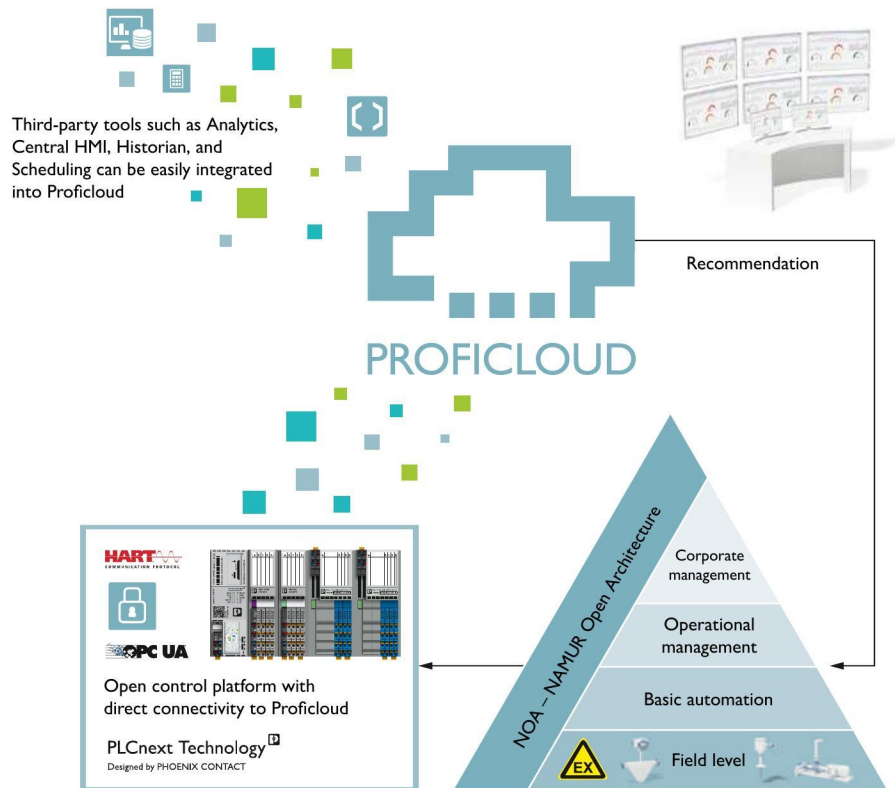 Third-party tools such as Analytics,
Central HMI, Historian, and
Scheduling can be easily integrated
into Proficloud
Recommendation
PROFICLOUD
NOA – NAMUR Open Architecture
Corporate
management
Operational
management
Basic automation
EX
Field level
HART
COMMUNICATION PROTOCOL
OPC UA
Open control platform with
direct connectivity to Proficloud
PLCnext Technology
Designed by PHOENIX CONTACT